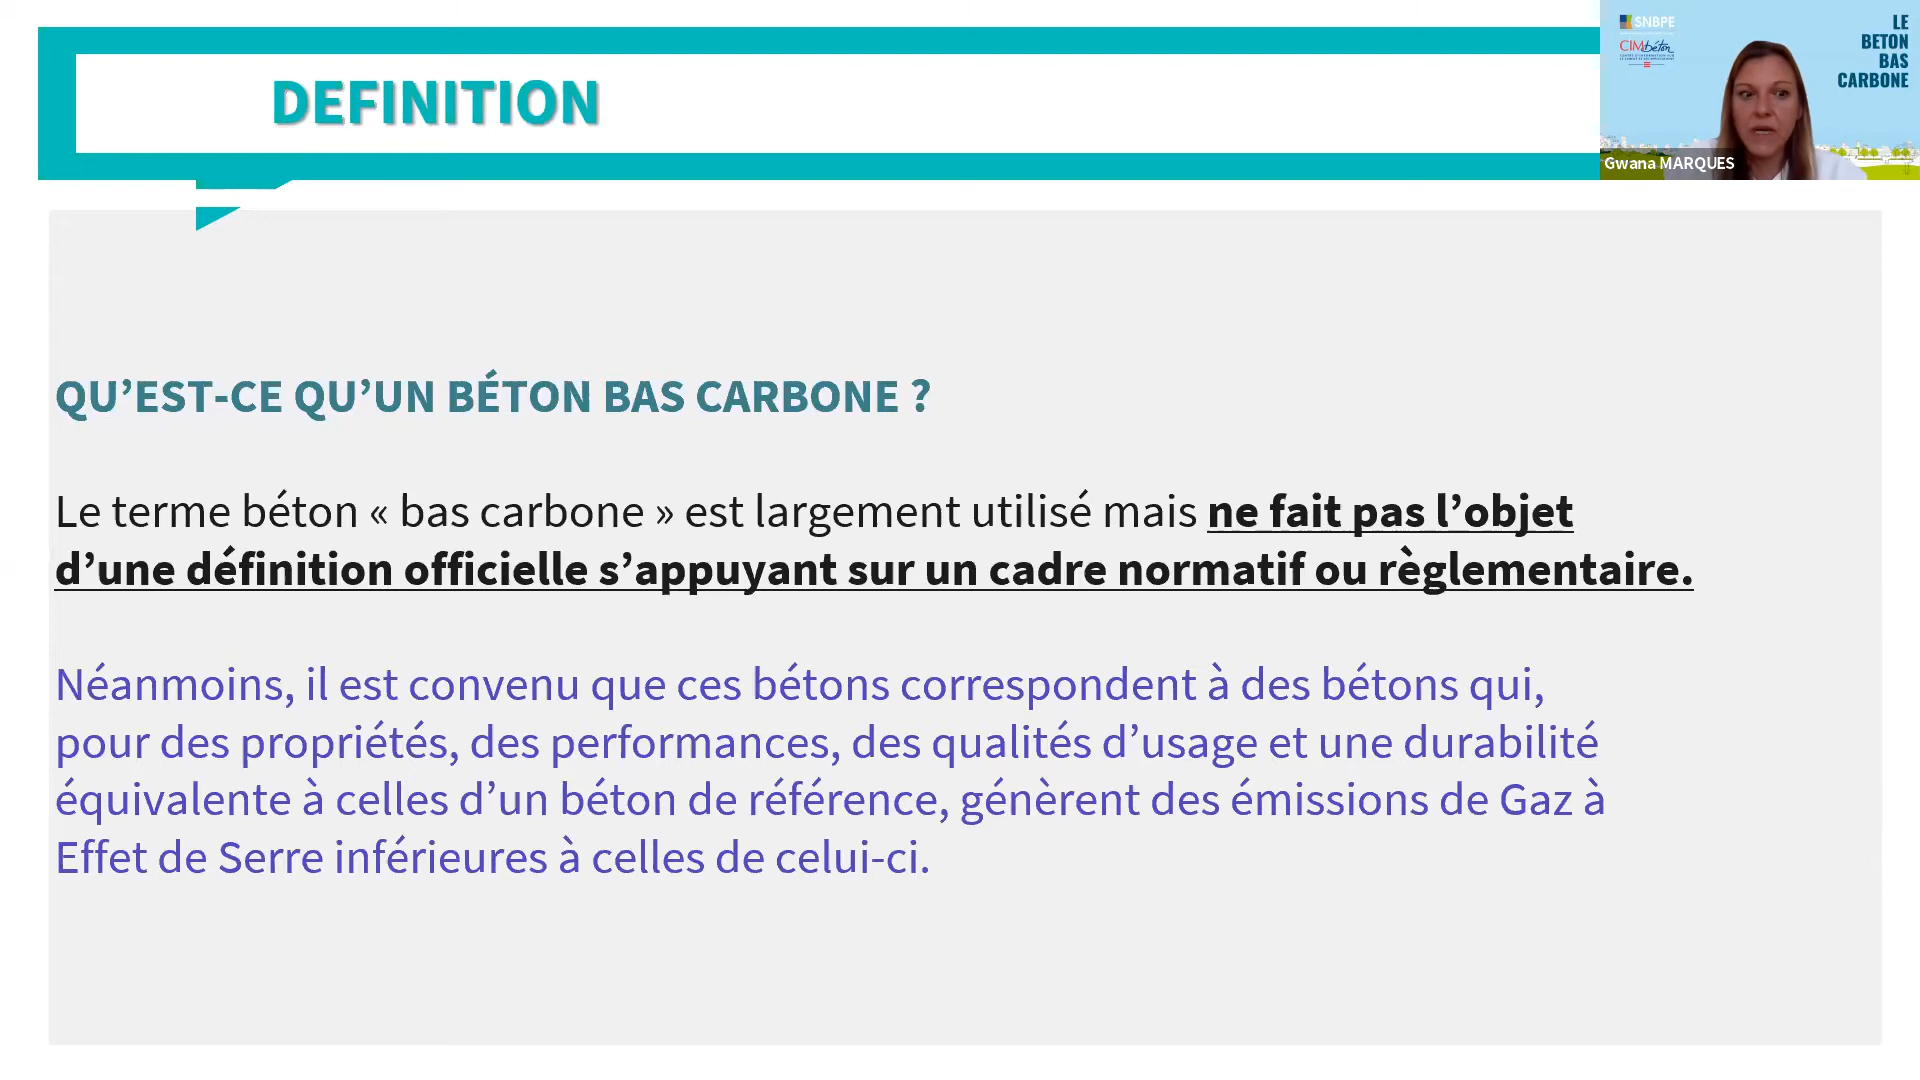 DEFINITION
SNBPE
CIMbéton
LE
BETON
BAS
CARBONE
Gwana MARQUES
QU’EST-CE QU’UN BÉTON BAS CARBONE ?
Le terme béton « bas carbone » est largement utilisé mais ne fait pas l’objet
d’une définition officielle s’appuyant sur un cadre normatif ou règlementaire.
Néanmoins, il est convenu que ces bétons correspondent à des bétons qui,
pour des propriétés, des performances, des qualités d’usage et une durabilité
équivalente à celles d’un béton de référence, génèrent des émissions de Gaz à
Effet de Serre inférieures à celles de celui-ci.